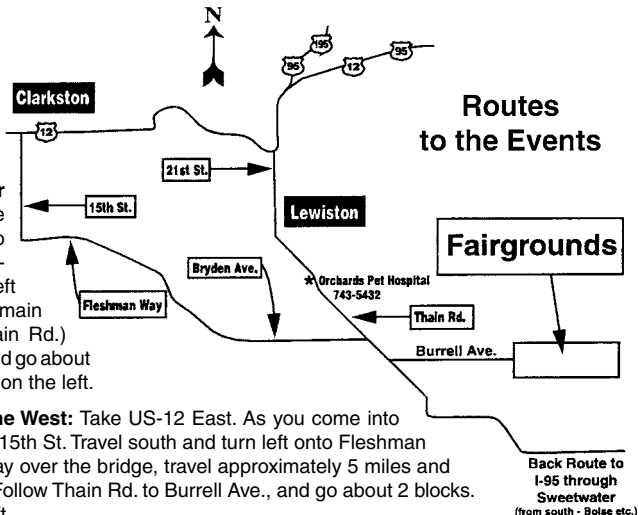 N
195
95
95
12
Clarkston
12
Routes
to the Events
21st St.
15th St.
Lewiston
Fairgrounds
Bryden Ave.
Orchards Pet Hospital
743-5432
Fleshman Way
Thain Rd.
Burrell Ave.
r
e
o
-
eft
main
ain Rd.)
d go about
on the left.
ne West: Take US-12 East. As you come into
15th St. Travel south and turn left onto Fleshman
ay over the bridge, travel approximately 5 miles and
Follow Thain Rd. to Burrell Ave., and go about 2 blocks.
ft
Back Route to
I-95 through
Sweetwater
(from south - Boise etc.)